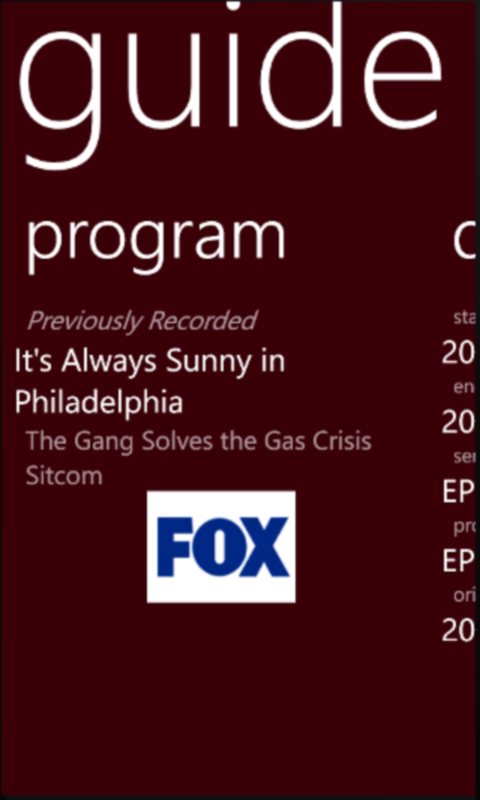 guide
program
Previously Recorded
It's Always Sunny in
Philadelphia
The Gang Solves the Gas Crisis
Sitcom
FOX
sta
20
en
20
ser
EP
pro
EP
ori
20